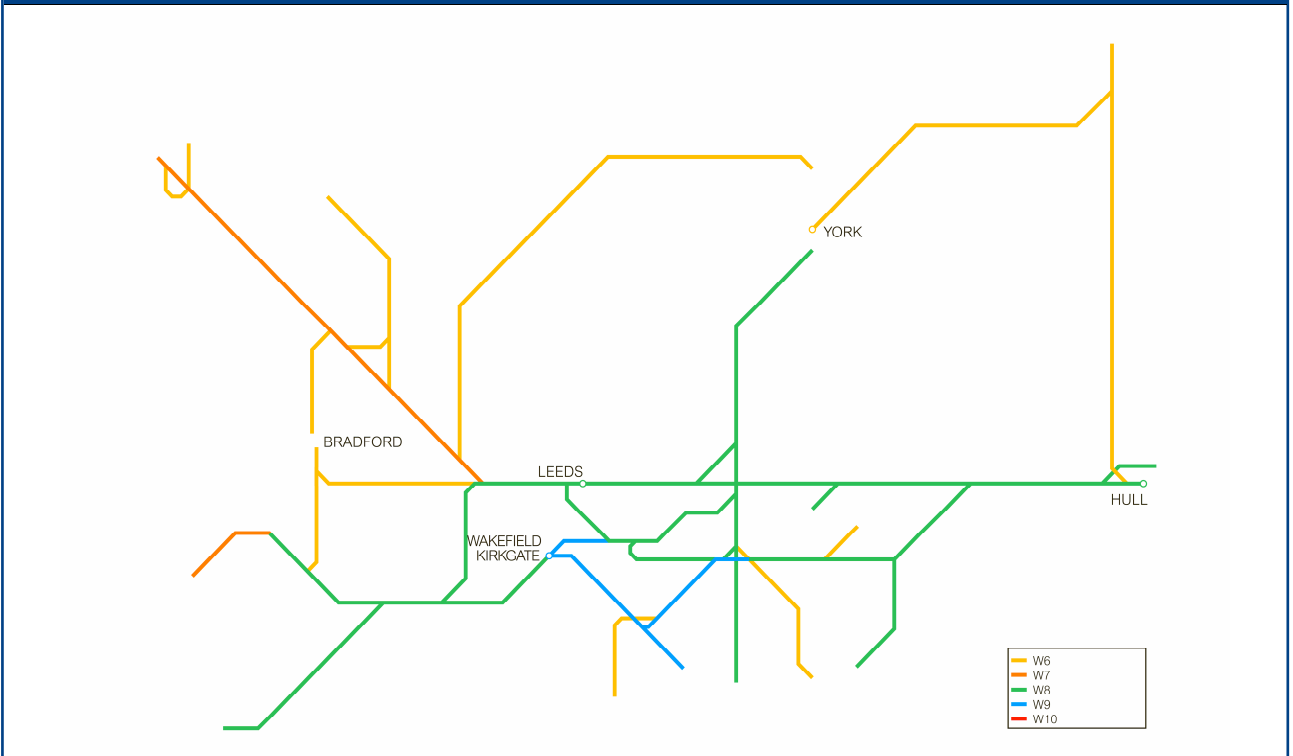 YORK
BRADFORD
LEEDS
HULL
WAKEFIELD
KIRKGATE
W6
W7
W8
W9
W10